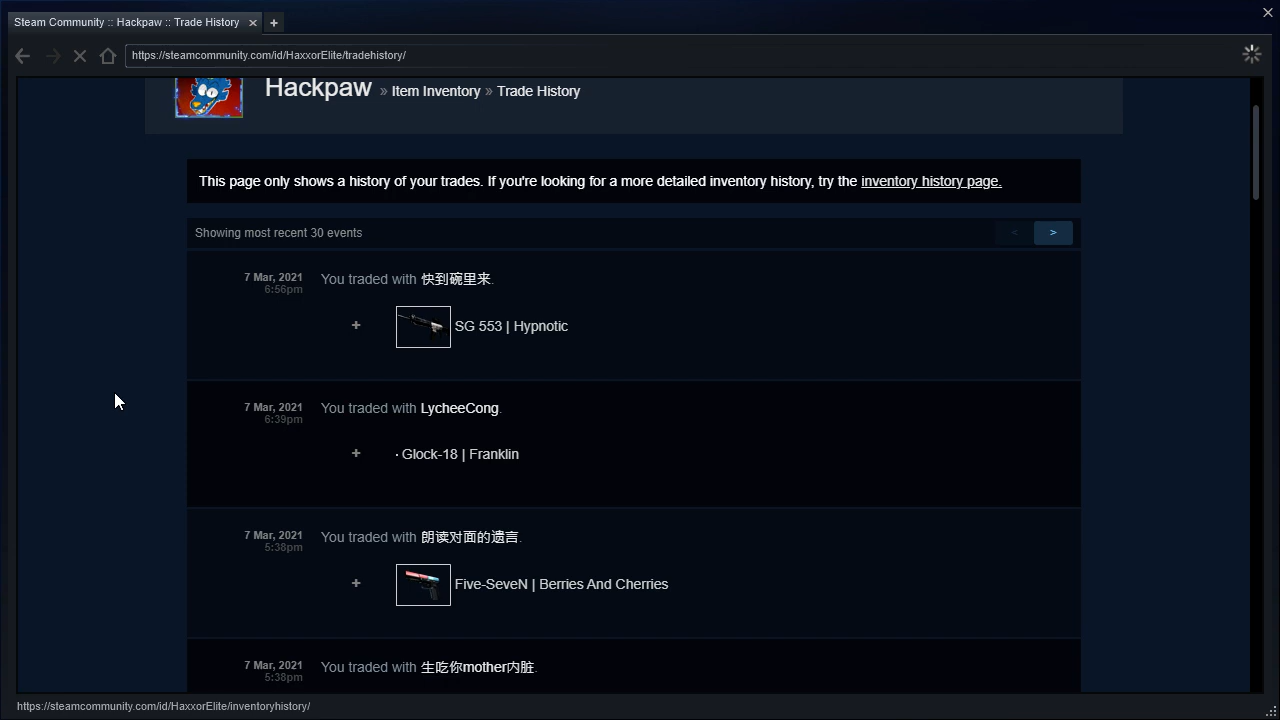 Steam Community :: Hackpaw :: Trade History
https://steamcommunity.com/id/HaxxorElite/tradehistory/
Hackpaw » Item Inventory » Trade History
This page only shows a history of your trades. If you're looking for a more detailed inventory history, try the inventory history page.
Showing most recent 30 events
< >
7 Mar, 2021 You traded with 快到碗里来.
6:56pm
+ SG 553 | Hypnotic
7 Mar, 2021 You traded with LycheeCong.
6:39pm
+ Glock-18 | Franklin
7 Mar, 2021 You traded with 朗读对面的遗言.
5:38pm
+ Five-SeveN | Berries And Cherries
7 Mar, 2021 You traded with 生吃你mother内脏.
5:38pm
https://steamcommunity.com/id/HaxxorElite/inventoryhistory/